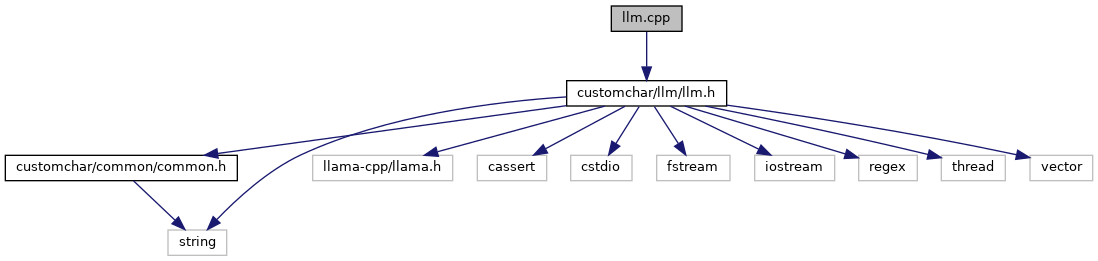 llm.cpp
customchar/llm/llm.h
customchar/common/common.h
llama-cpp/llama.h
cassert
cstdio
fstream
iostream
regex
thread
vector
string